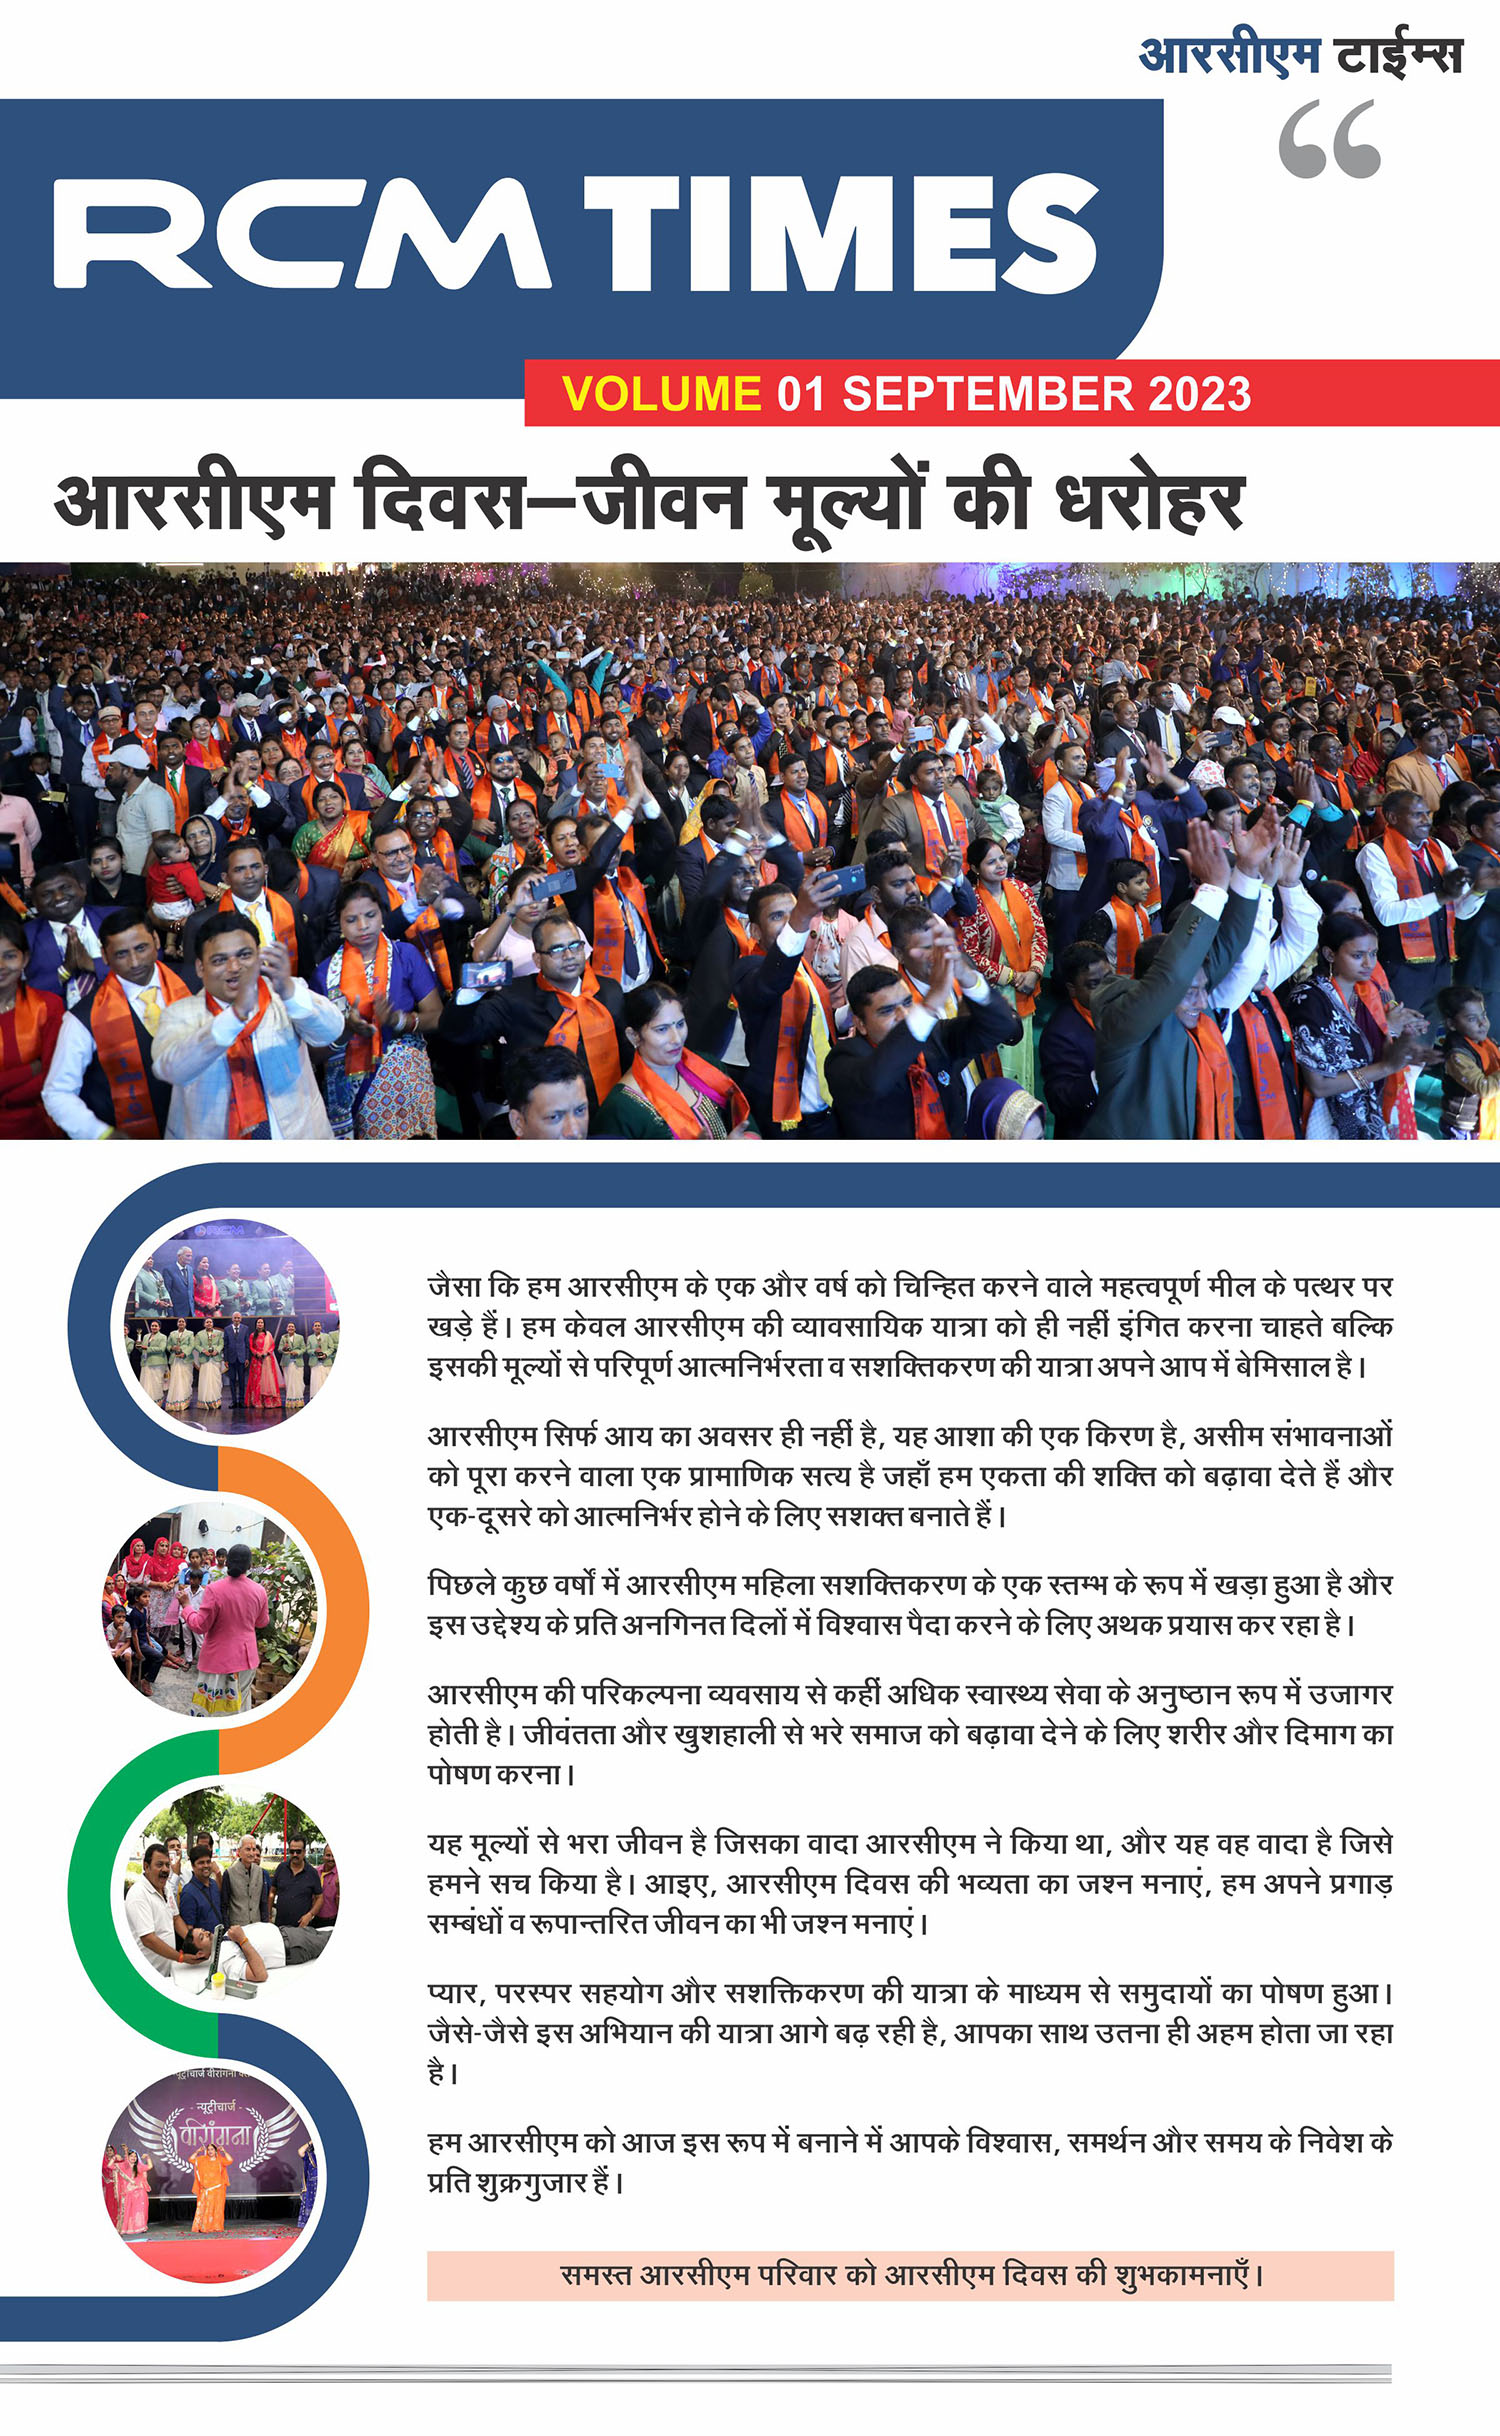 आरसीएम टाईम्स
“
RCM TIMES
VOLUME 01 SEPTEMBER 2023
आरसीएम दिवस–जीवन मूल्यों की धरोहर
RCM
जैसा कि हम आरसीएम के एक और वर्ष को चिन्हित करने वाले महत्वपूर्ण मील के पत्थर पर
खड़े हैं। हम केवल आरसीएम की व्यावसायिक यात्रा को ही नहीं इंगित करना चाहते बल्कि
इसकी मूल्यों से परिपूर्ण आत्मनिर्भरता व सशक्तिकरण की यात्रा अपने आप में बेमिसाल है।
आरसीएम सिर्फ आय का अवसर ही नहीं है, यह आशा की एक किरण है, असीम संभावनाओं
को पूरा करने वाला एक प्रामाणिक सत्य है जहाँ हम एकता की शक्ति को बढ़ावा देते हैं और
एक-दूसरे को आत्मनिर्भर होने के लिए सशक्त बनाते हैं।
पिछले कुछ वर्षों में आरसीएम महिला सशक्तिकरण के एक स्तम्भ के रूप में खड़ा हुआ है और
इस उद्देश्य के प्रति अनगिनत दिलों में विश्वास पैदा करने के लिए अथक प्रयास कर रहा है।
आरसीएम की परिकल्पना व्यवसाय से कहीं अधिक स्वास्थ्य सेवा के अनुष्ठान रूप में उजागर
होती है। जीवंतता और खुशहाली से भरे समाज को बढ़ावा देने के लिए शरीर और दिमाग का
पोषण करना।
यह मूल्यों से भरा जीवन है जिसका वादा आरसीएम ने किया था, और यह वह वादा है जिसे
हमने सच किया है। आइए, आरसीएम दिवस की भव्यता का जश्न मनाएं, हम अपने प्रगाड़
सम्बंधों व रूपान्तरित जीवन का भी जश्न मनाएं।
प्यार, परस्पर सहयोग और सशक्तिकरण की यात्रा के माध्यम से समुदायों का पोषण हुआ।
जैसे-जैसे इस अभियान की यात्रा आगे बढ़ रही है, आपका साथ उतना ही अहम होता जा रहा
है।
न्यूट्रीचार्ज वीरांगना
- न्यूट्रीचार्ज -
वीरांगना
हम आरसीएम को आज इस रूप में बनाने में आपके विश्वास, समर्थन और समय के निवेश के
प्रति शुक्रगुजार हैं।
समस्त आरसीएम परिवार को आरसीएम दिवस की शुभकामनाएँ।